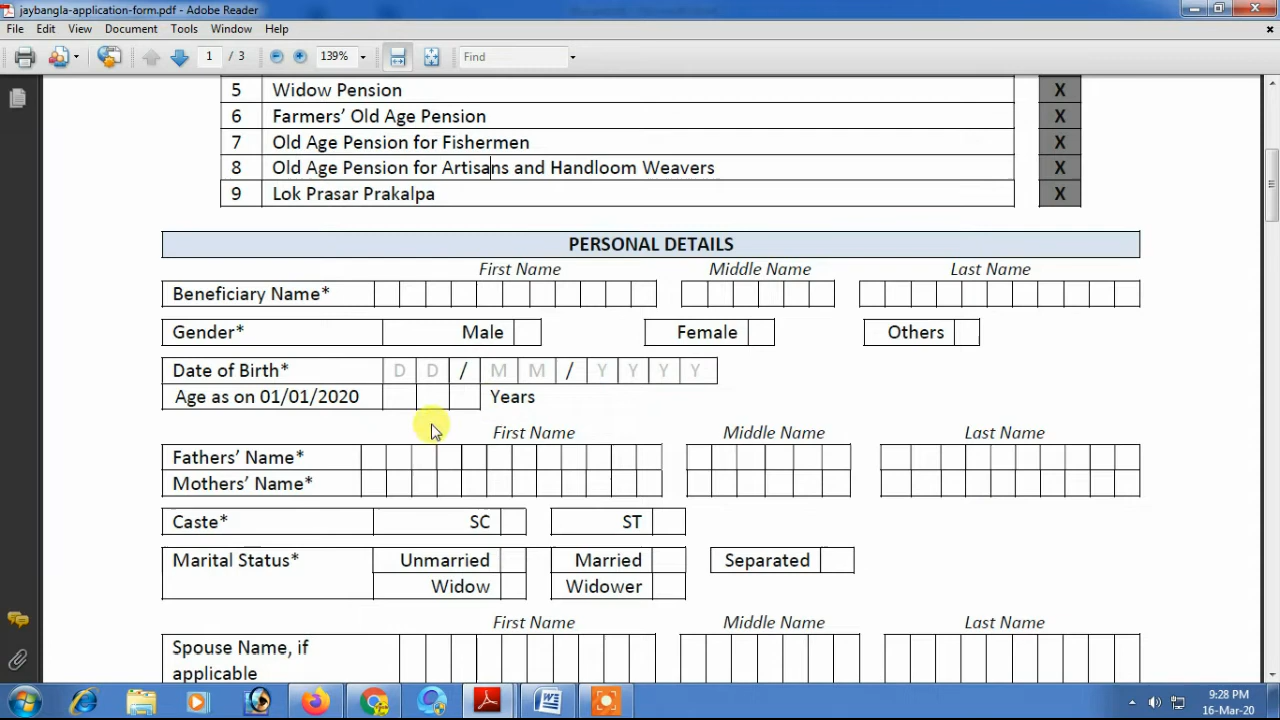 jaybangla-application-form.pdf - Adobe Reader
File Edit View Document Tools Window Help
1 / 3 139% Find
5 Widow Pension X
6 Farmers’ Old Age Pension X
7 Old Age Pension for Fishermen X
8 Old Age Pension for Artisans and Handloom Weavers X
9 Lok Prasar Prakalpa X
PERSONAL DETAILS
First Name Middle Name Last Name
Beneficiary Name*
Gender* Male Female Others
Date of Birth* D D / M M / Y Y Y Y
Age as on 01/01/2020 Years
First Name Middle Name Last Name
Fathers’ Name*
Mothers’ Name*
Caste* SC ST
Marital Status* Unmarried Married Separated
Widow Widower
First Name Middle Name Last Name
Spouse Name, if
applicable
9:28 PM
16-Mar-20